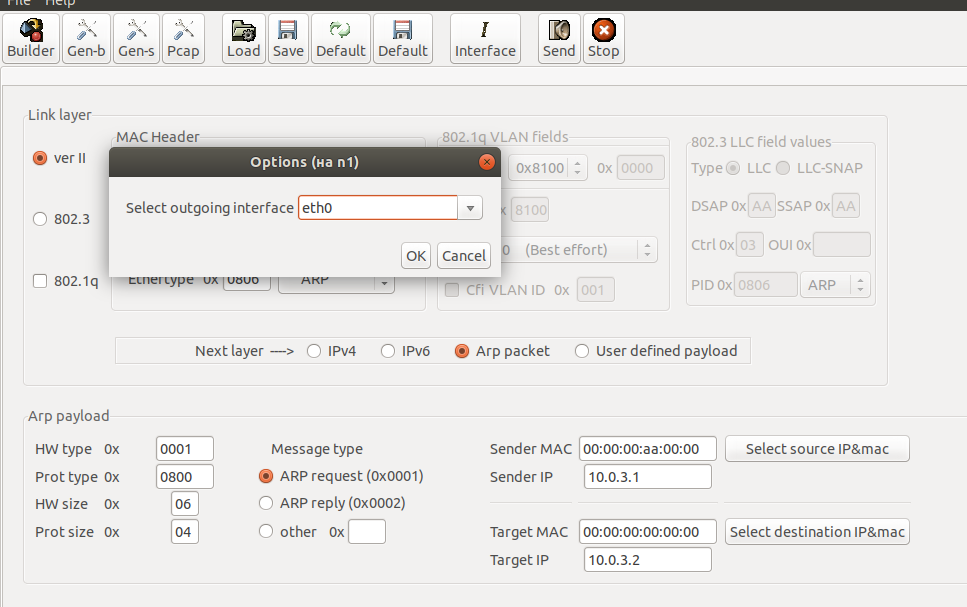 File Help
Builder Gen-b Gen-s Pcap Load Save Default Default Interface Send Stop
Link layer
MAC Header
802.1q VLAN fields
802.3 LLC field values
ver II
802.3
802.1q
Options (на n1)
Select outgoing interface eth0
OK Cancel
Ethertype 0x 0806 ARP
0x8100 0x 0000
x 8100
0 (Best effort)
Cfi VLAN ID 0x 001
Type LLC LLC-SNAP
DSAP 0x AA SSAP 0x AA
Ctrl 0x 03 OUI 0x
PID 0x 0806 ARP
Next layer ----> IPv4 IPv6 Arp packet User defined payload
Arp payload
HW type 0x 0001
Prot type 0x 0800
HW size 0x 06
Prot size 0x 04
Message type
ARP request (0x0001)
ARP reply (0x0002)
other 0x
Sender MAC 00:00:00:aa:00:00 Select source IP&mac
Sender IP 10.0.3.1
Target MAC 00:00:00:00:00:00 Select destination IP&mac
Target IP 10.0.3.2